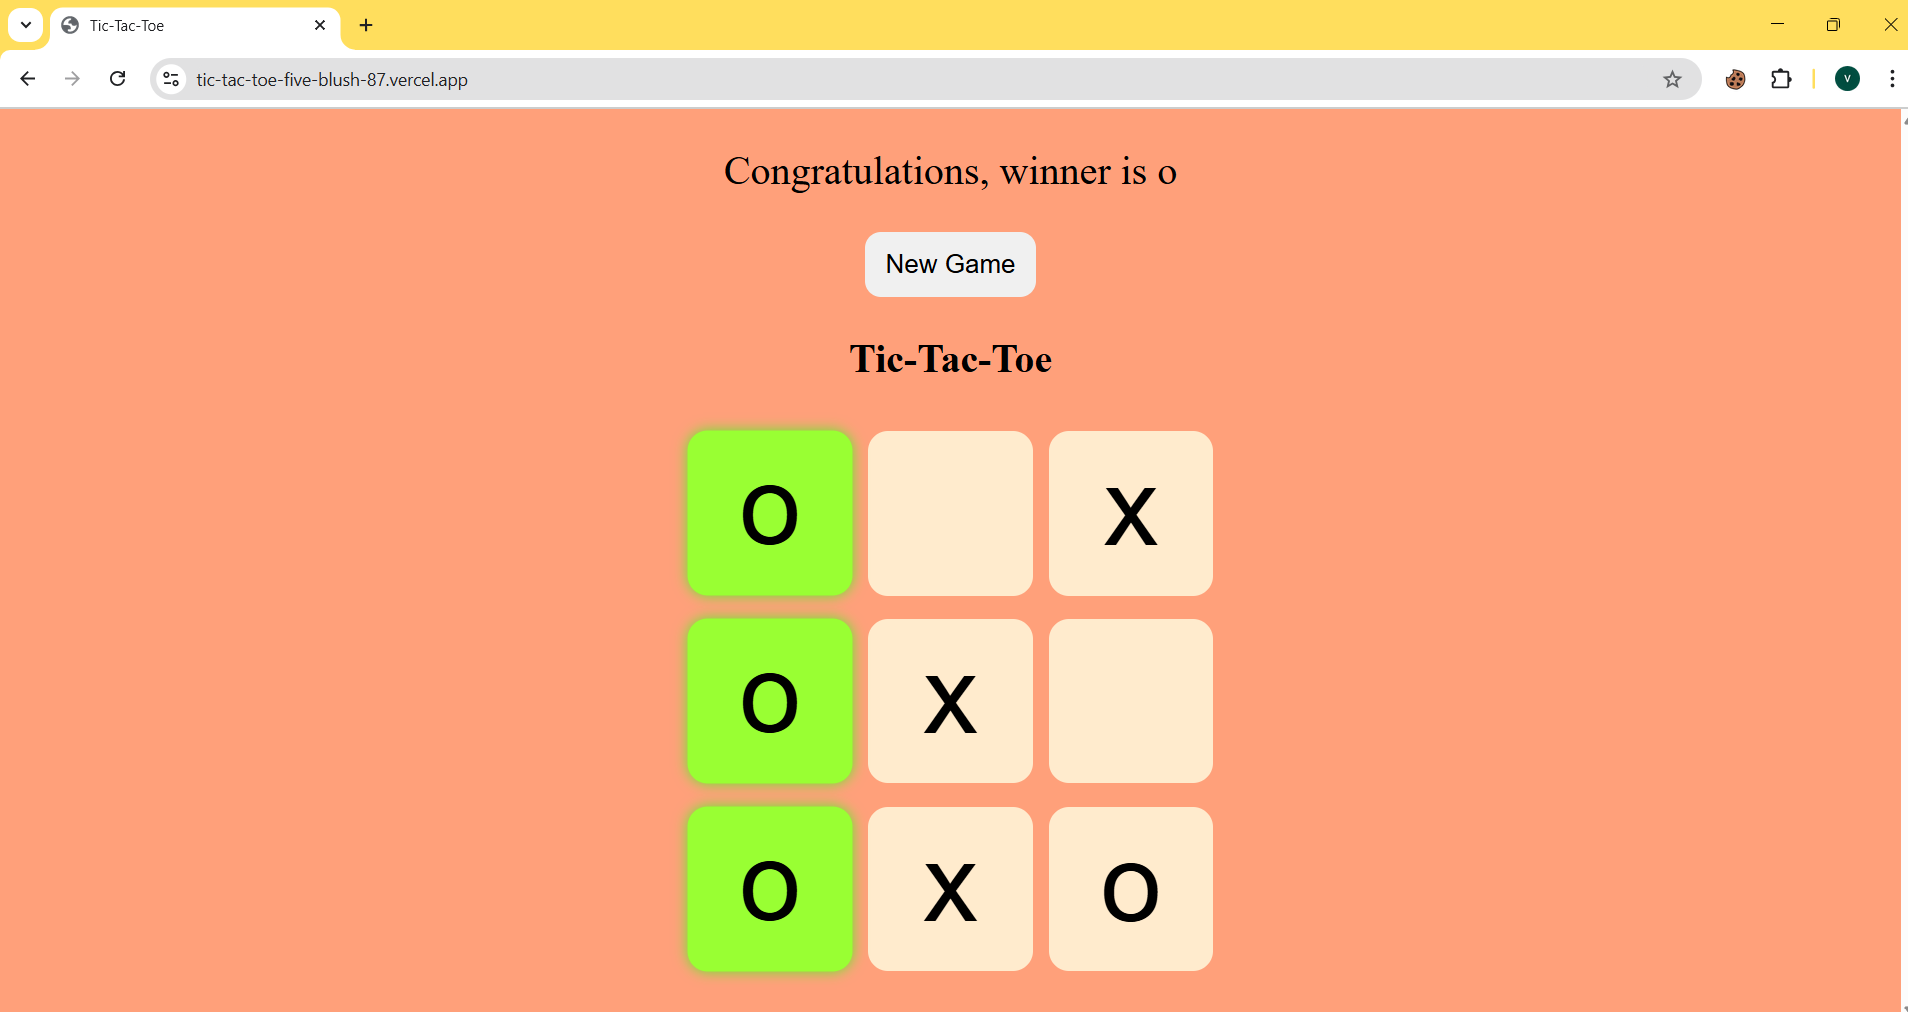 Tic-Tac-Toe
tic-tac-toe-five-blush-87.vercel.app
V
Congratulations, winner is o
New Game
Tic-Tac-Toe
o x
o x
o x o